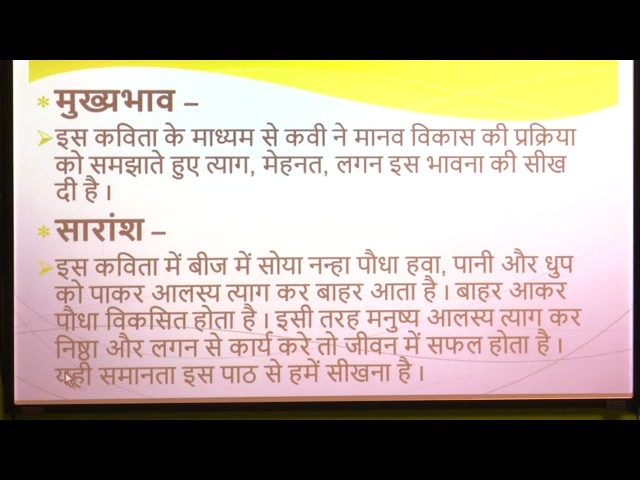 * मुख्यभाव –
➢ इस कविता के माध्यम से कवी ने मानव विकास की प्रक्रिया
को समझाते हुए त्याग, मेहनत, लगन इस भावना की सीख
दी है ।
* सारांश –
➢ इस कविता में बीज में सोया नन्हा पौधा हवा, पानी और धुप
को पाकर आलस्य त्याग कर बाहर आता है । बाहर आकर
पौधा विकसित होता है । इसी तरह मनुष्य आलस्य त्याग कर
निष्ठा और लगन से कार्य करे तो जीवन में सफल होता है ।
यही समानता इस पाठ से हमें सीखना है ।